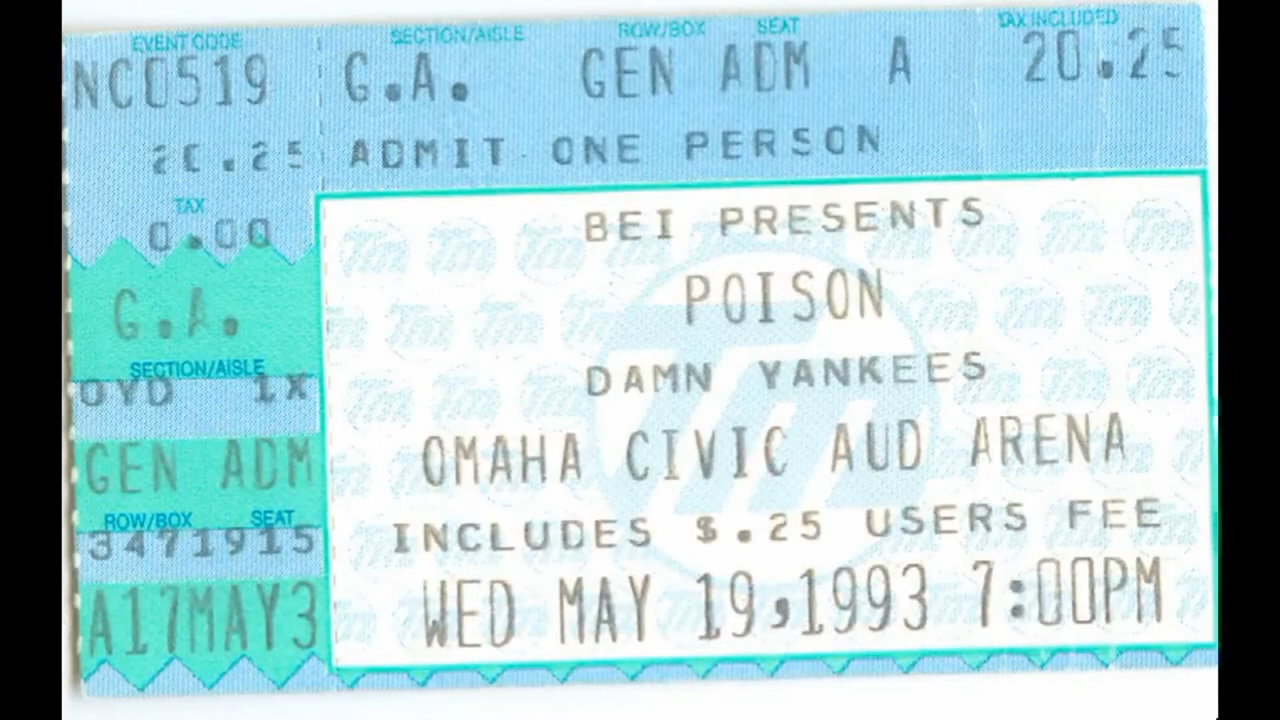 EVENT CODE SECTION/AISLE ROW/BOX SEAT TAX INCLUDED
NC0519 G.A. GEN ADM A 20.25
20.25 ADMIT ONE PERSON
TAX
0.00
G.A.
SECTION/AISLE
1X
GEN ADM
ROW/BOX SEAT
3471915
A17MAY3
BEI PRESENTS
POISON
DAMN YANKEES
OMAHA CIVIC AUD ARENA
INCLUDES $.25 USERS FEE
WED MAY 19,1993 7:00PM